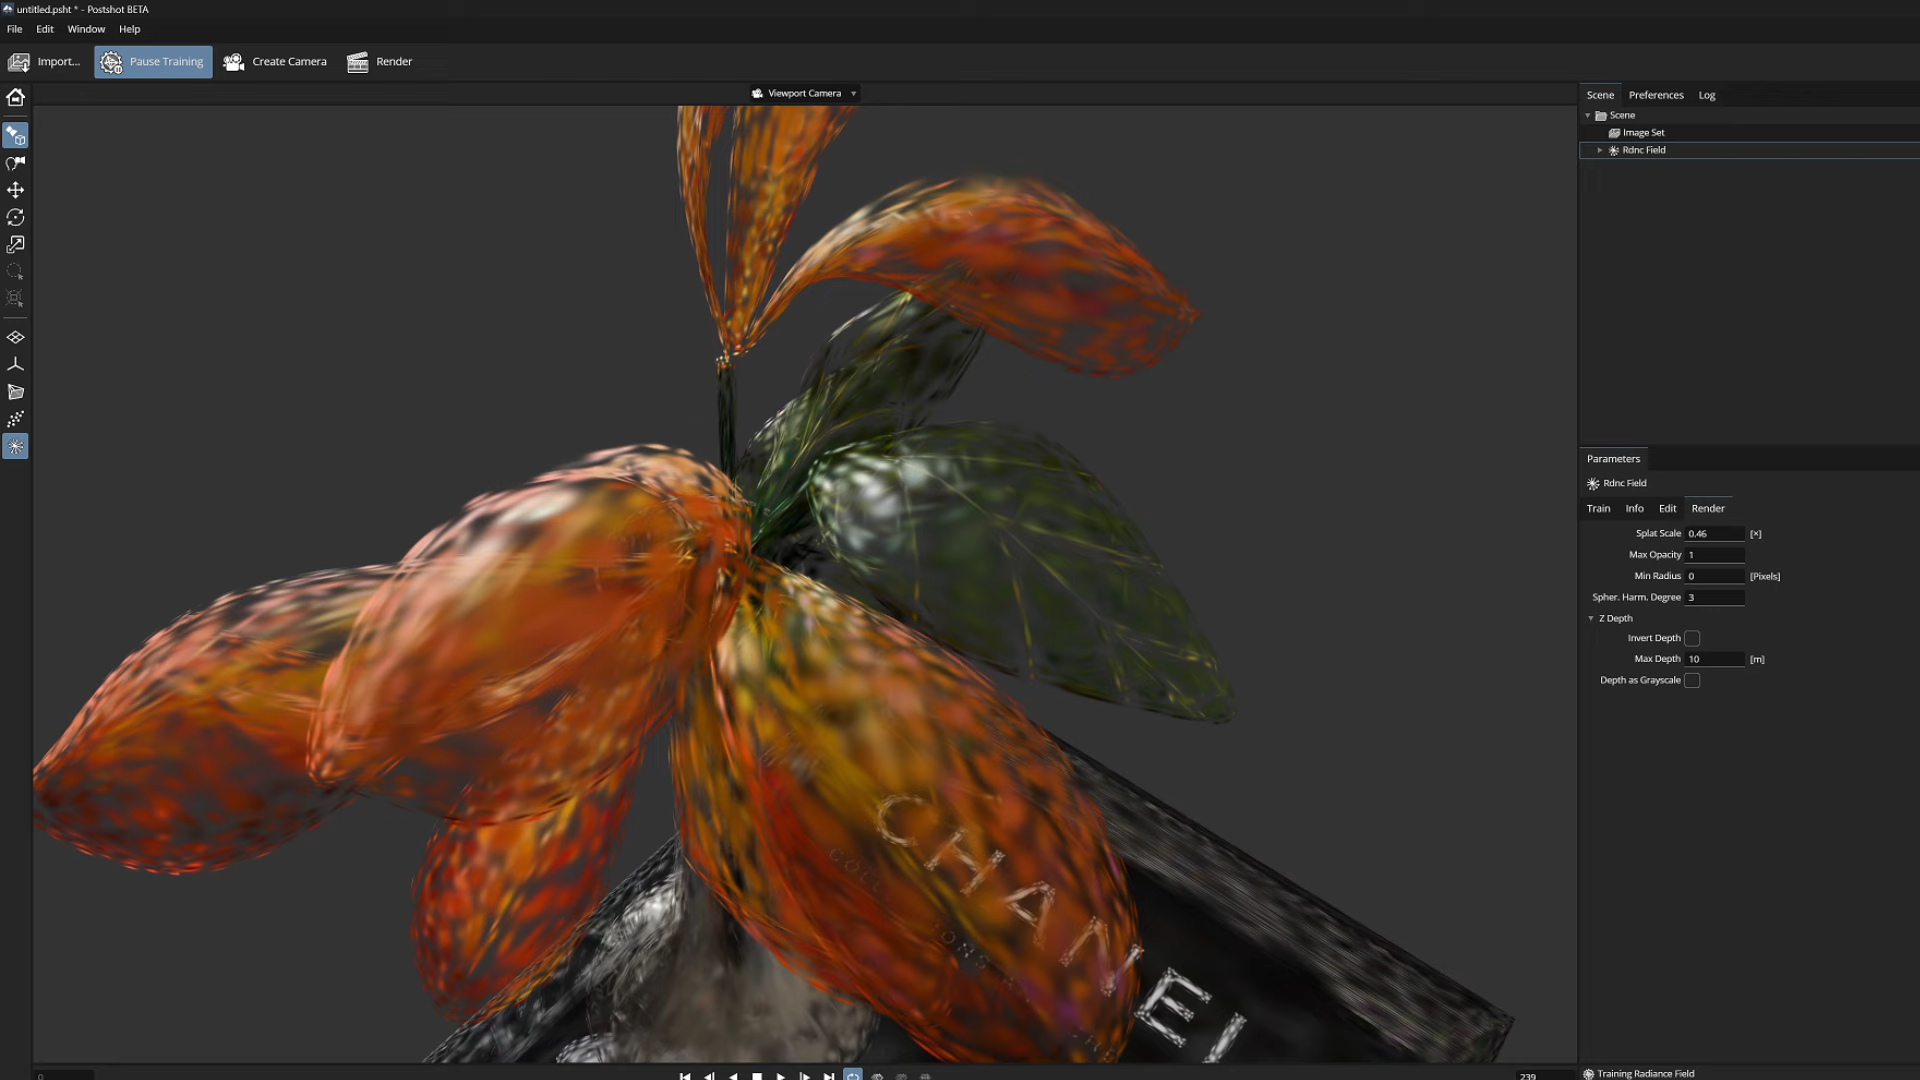 untitled.psht * - Postshot BETA
File Edit Window Help
Import... Pause Training Create Camera Render
Viewport Camera
Scene Preferences Log
Scene
Image Set
Rdnc Field
Parameters
Rdnc Field
Train Info Edit Render
Splat Scale 0.46 [×]
Max Opacity 1
Min Radius 0 [Pixels]
Spher. Harm. Degree 3
Z Depth
Invert Depth
Max Depth 10 [m]
Depth as Grayscale
CHANEL
0
239
Training Radiance Field